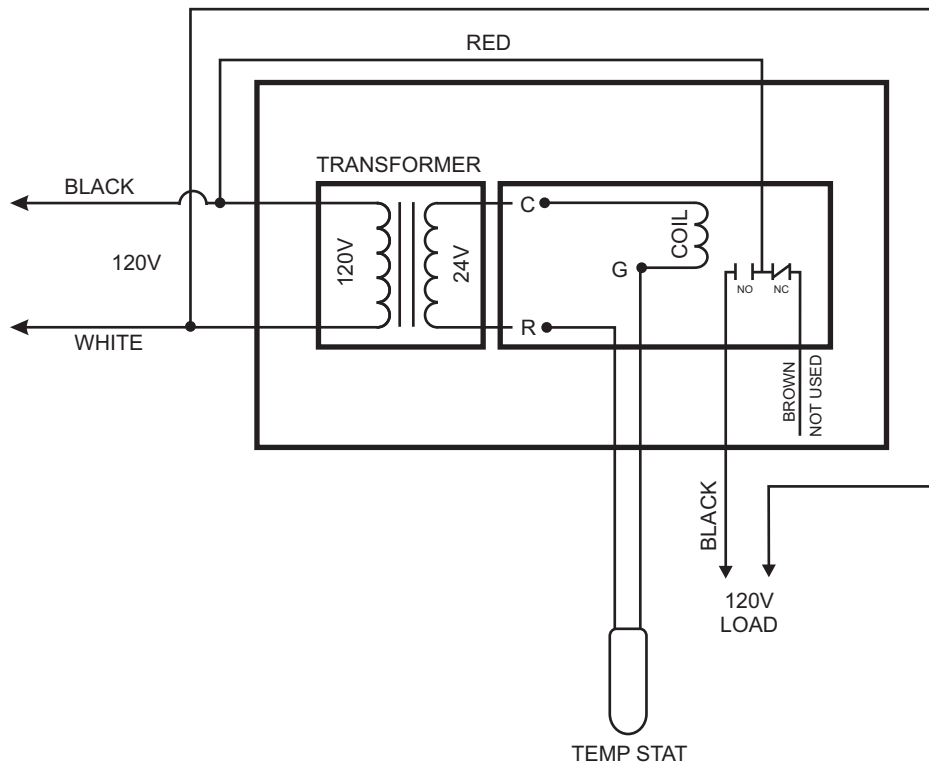 RED
TRANSFORMER
BLACK
120V
WHITE
120V
24V
C
G
R
COIL
NO
NC
BROWN
NOT USED
BLACK
120V
LOAD
TEMP STAT